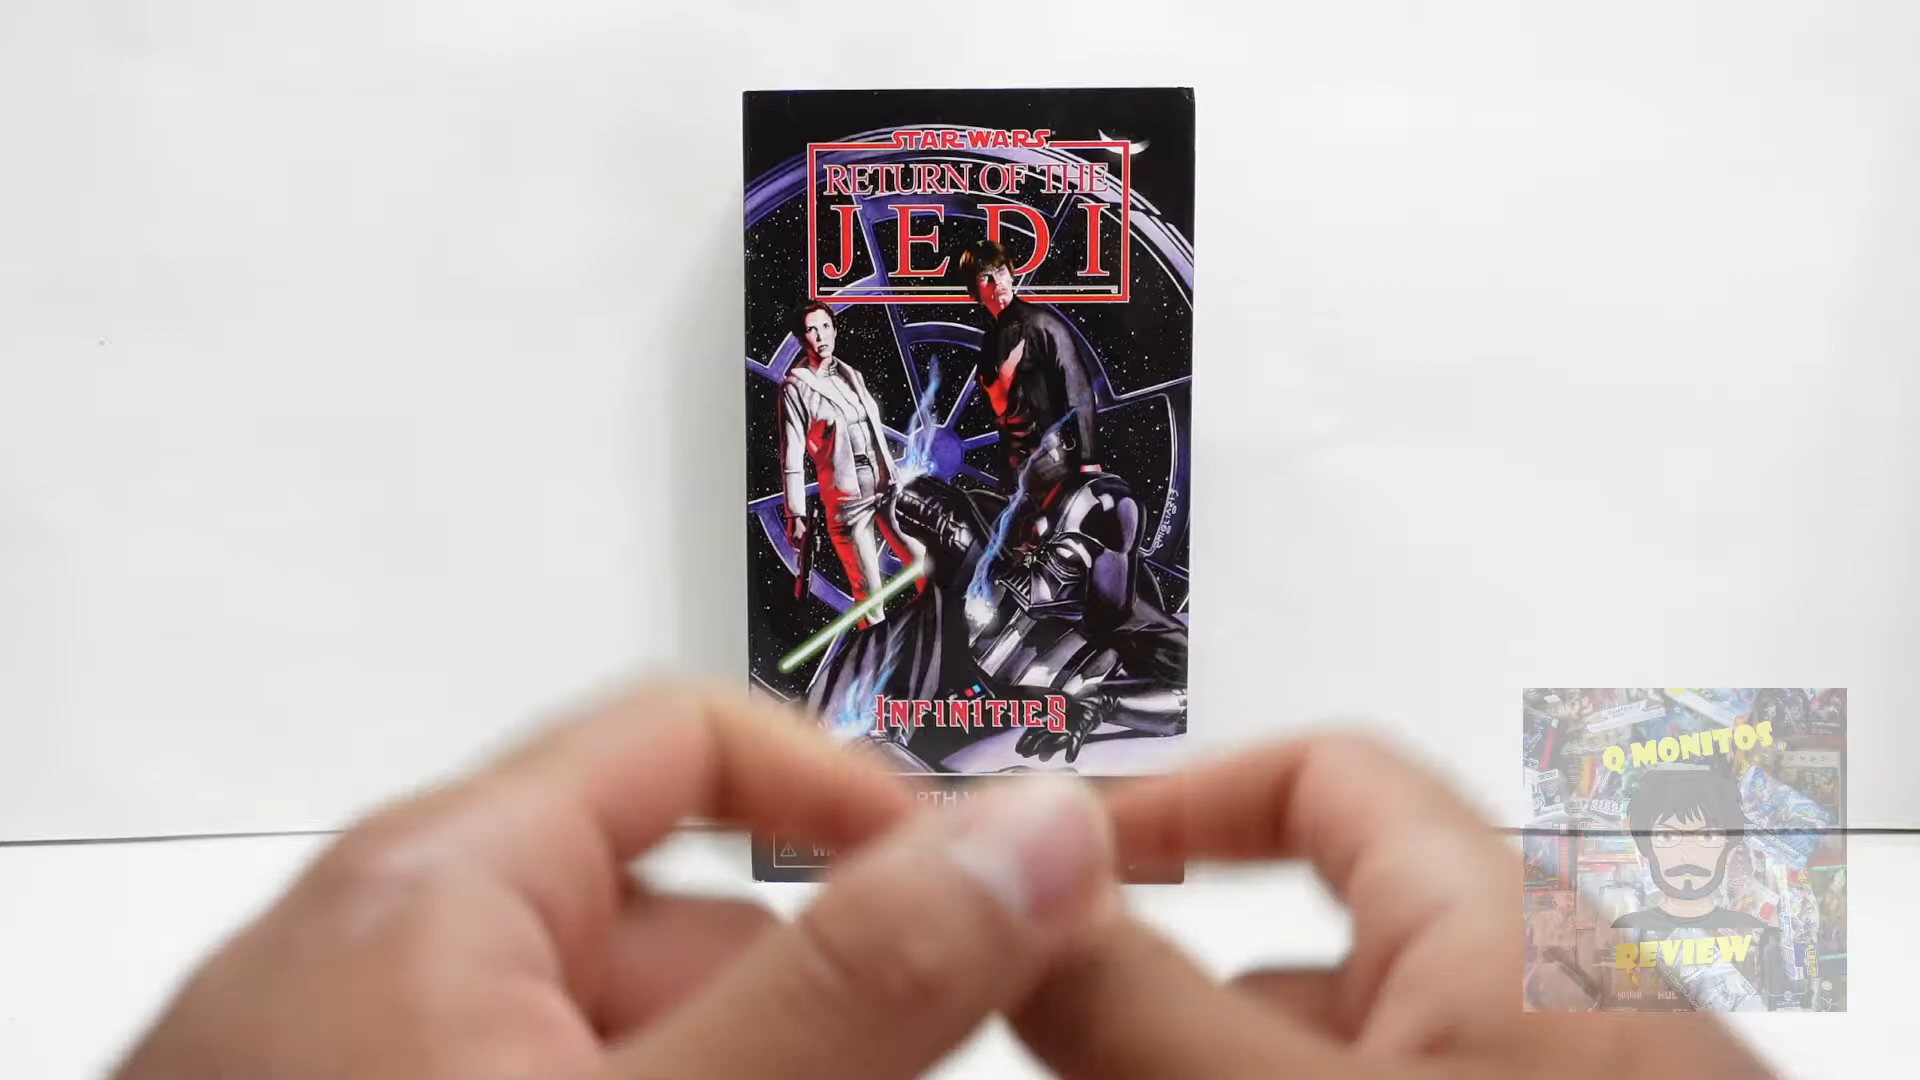 STAR WARS
RETURN OF THE
JEDI
INFINITIES
Q MONITOS
REVIEW